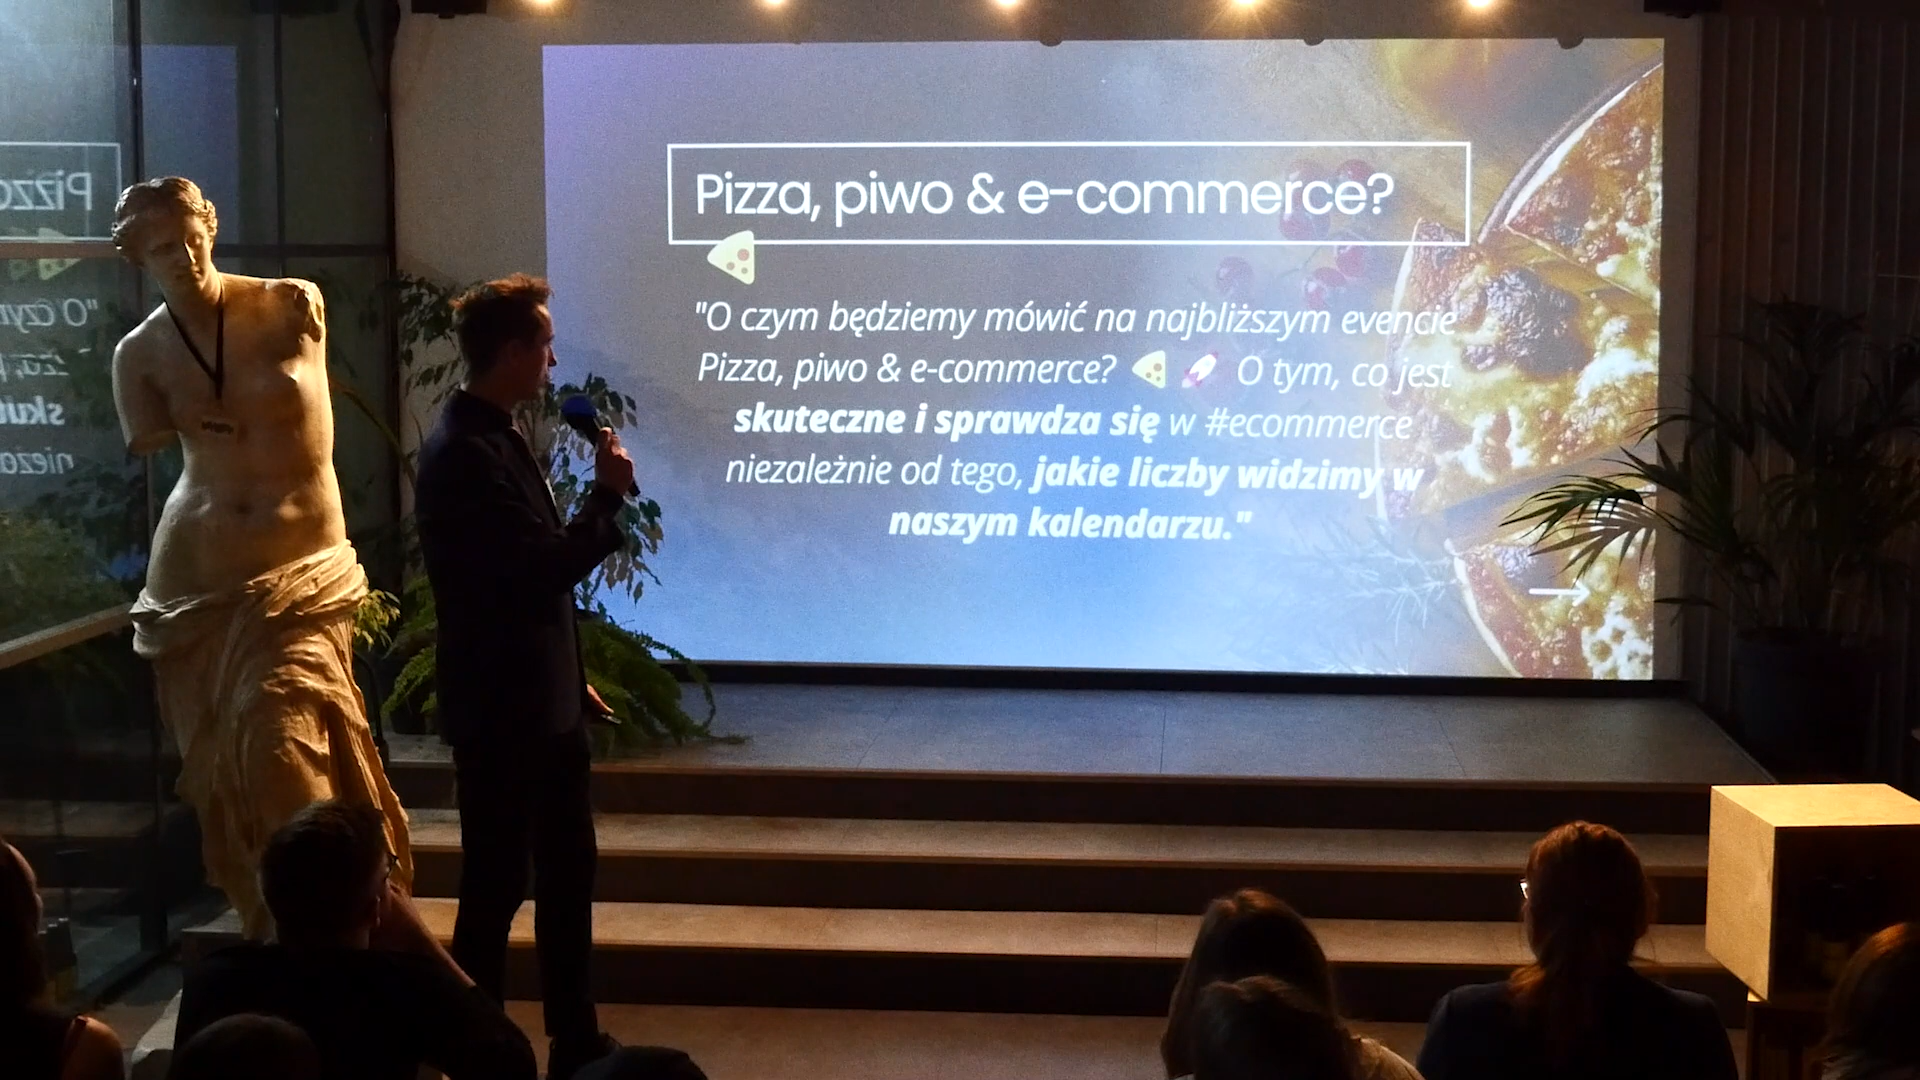 Pizza, piwo & e-commerce?
"O czym będziemy mówić na najbliższym evencie
Pizza, piwo & e-commerce? 🍕 🚀 O tym, co jest
skuteczne i sprawdza się w #ecommerce
niezależnie od tego, jakie liczby widzimy w
naszym kalendarzu."